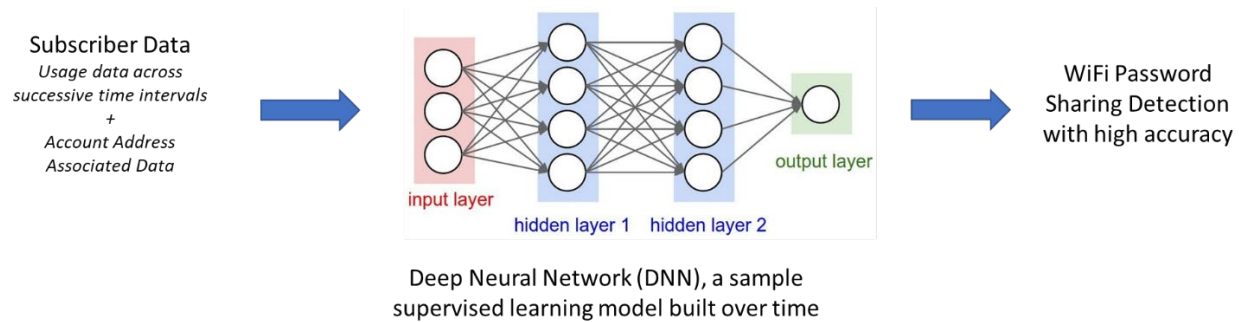 Subscriber Data
Usage data across
successive time intervals
+
Account Address
Associated Data
input layer
hidden layer 1
hidden layer 2
output layer
WiFi Password
Sharing Detection
with high accuracy
Deep Neural Network (DNN), a sample
supervised learning model built over time